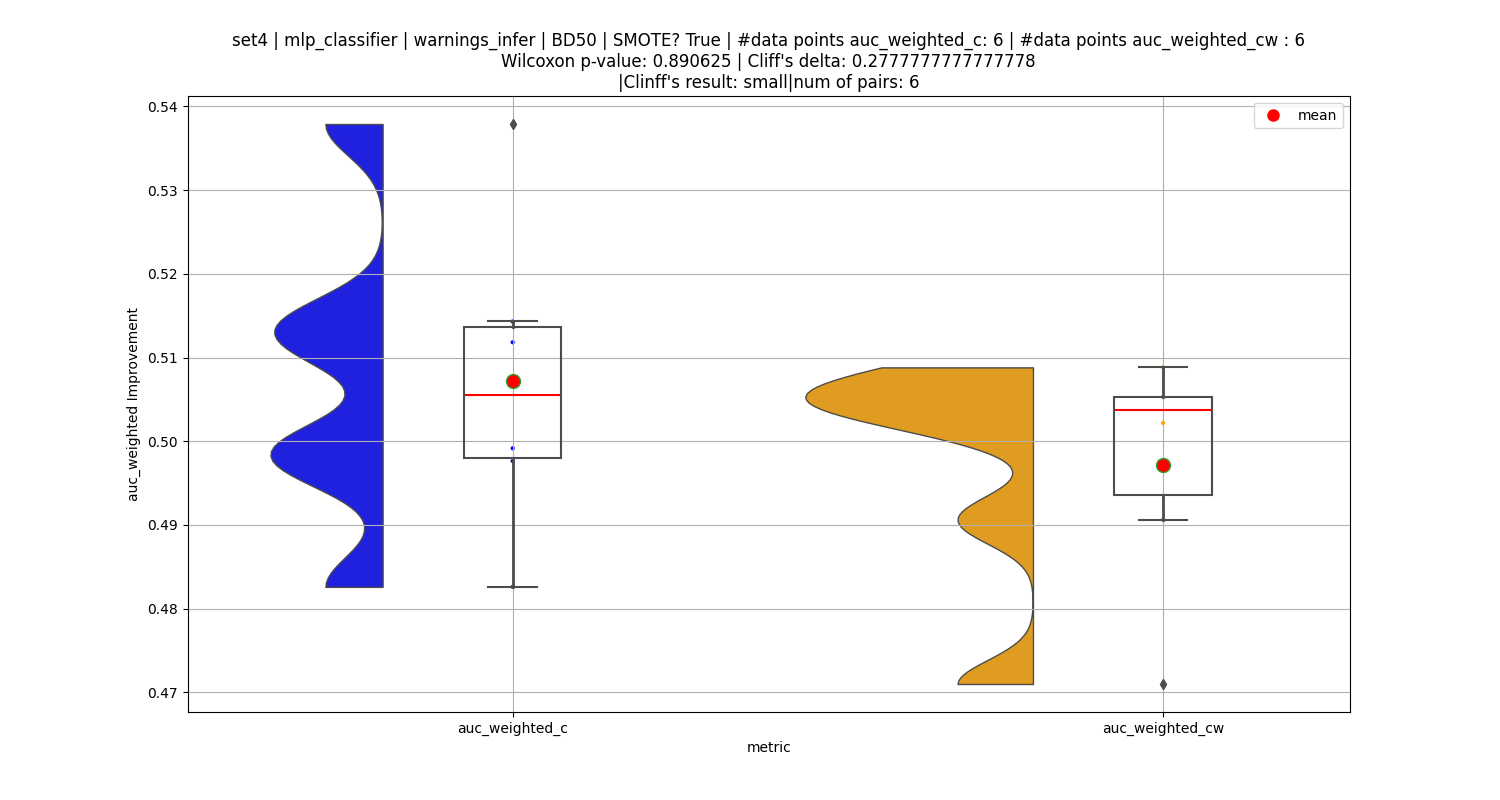 set4 | mlp_classifier | warnings_infer | BD50 | SMOTE? True | #data points auc_weighted_c: 6 | #data points auc_weighted_cw : 6
Wilcoxon p-value: 0.890625 | Cliff's delta: 0.2777777777777778
|Clinff's result: small|num of pairs: 6
mean
0.54
0.53
0.52
0.51
0.50
0.49
0.48
0.47
auc_weighted Improvement
auc_weighted_c
auc_weighted_cw
metric